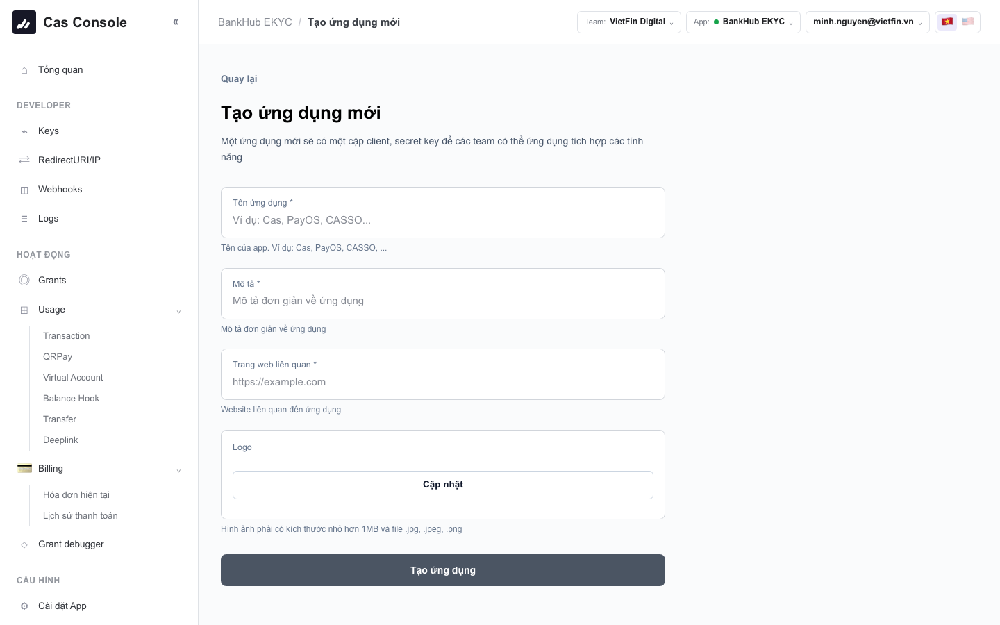 Cas Console
«
BankHub EKYC / Tạo ứng dụng mới
Team: VietFin Digital
App: BankHub EKYC
minh.nguyen@vietfin.vn
Tổng quan
DEVELOPER
Keys
RedirectURI/IP
Webhooks
Logs
HOẠT ĐỘNG
Grants
Usage
Transaction
QRPay
Virtual Account
Balance Hook
Transfer
Deeplink
Billing
Hóa đơn hiện tại
Lịch sử thanh toán
Grant debugger
CẤU HÌNH
Cài đặt App
Quay lại
Tạo ứng dụng mới
Một ứng dụng mới sẽ có một cặp client, secret key để các team có thể ứng dụng tích hợp các tính
năng
Tên ứng dụng *
Ví dụ: Cas, PayOS, CASSO...
Tên của app. Ví dụ: Cas, PayOS, CASSO, ...
Mô tả *
Mô tả đơn giản về ứng dụng
Mô tả đơn giản về ứng dụng
Trang web liên quan *
https://example.com
Website liên quan đến ứng dụng
Logo
Cập nhật
Hình ảnh phải có kích thước nhỏ hơn 1MB và file .jpg, .jpeg, .png
Tạo ứng dụng